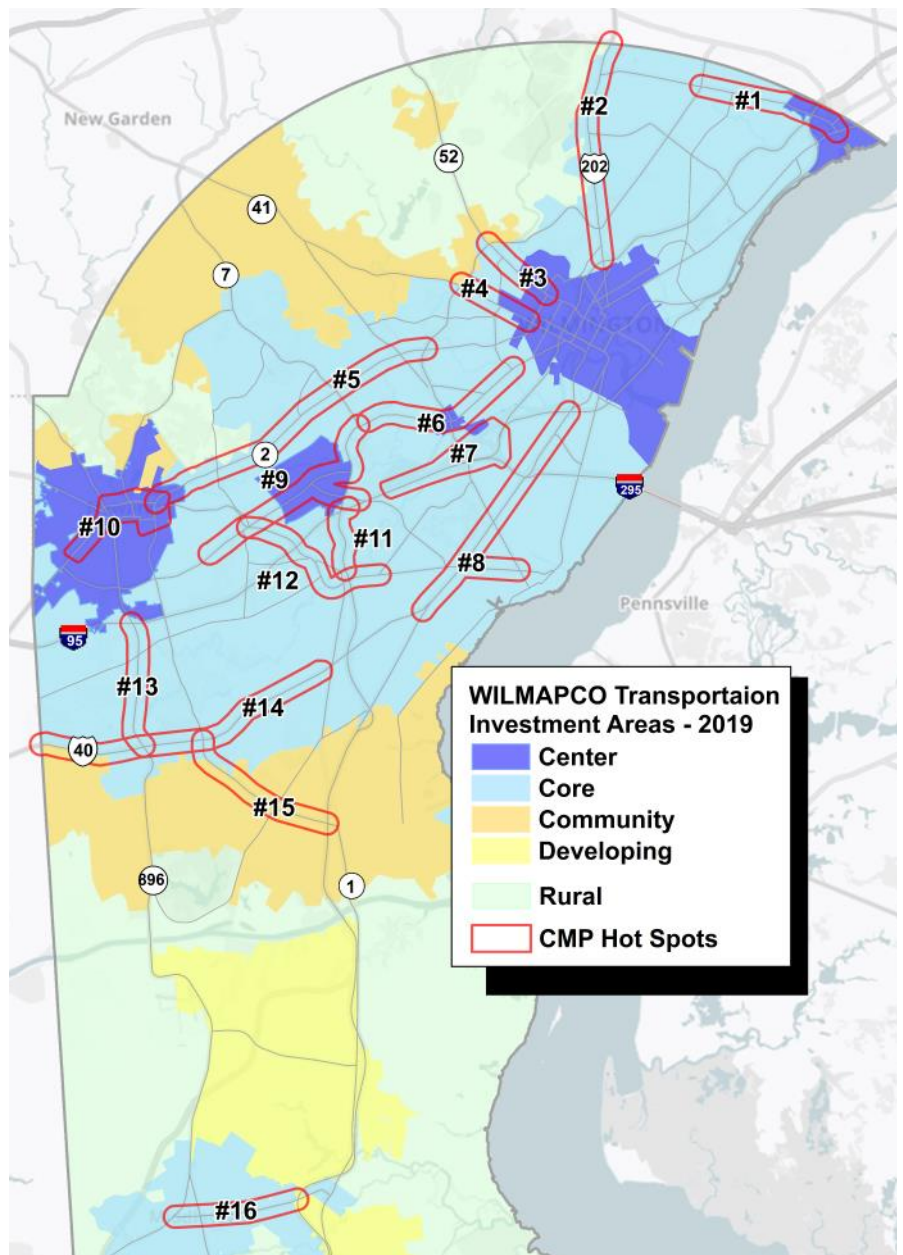 #1
#2
New Garden
52
202
41
#3
7
#4
WILMINGTON
#5
#6
2
#7
#9
295
#10
#11
#8
#12
Pennsville
95
#13
#14
40
#15
896
1
#16
WILMAPCO Transportaion
Investment Areas - 2019
Center
Core
Community
Developing
Rural
CMP Hot Spots